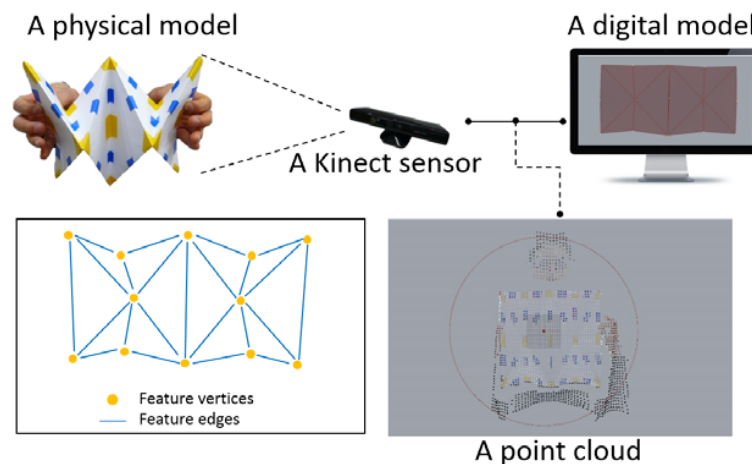 A physical model
A digital model
A Kinect sensor
Feature vertices
Feature edges
A point cloud